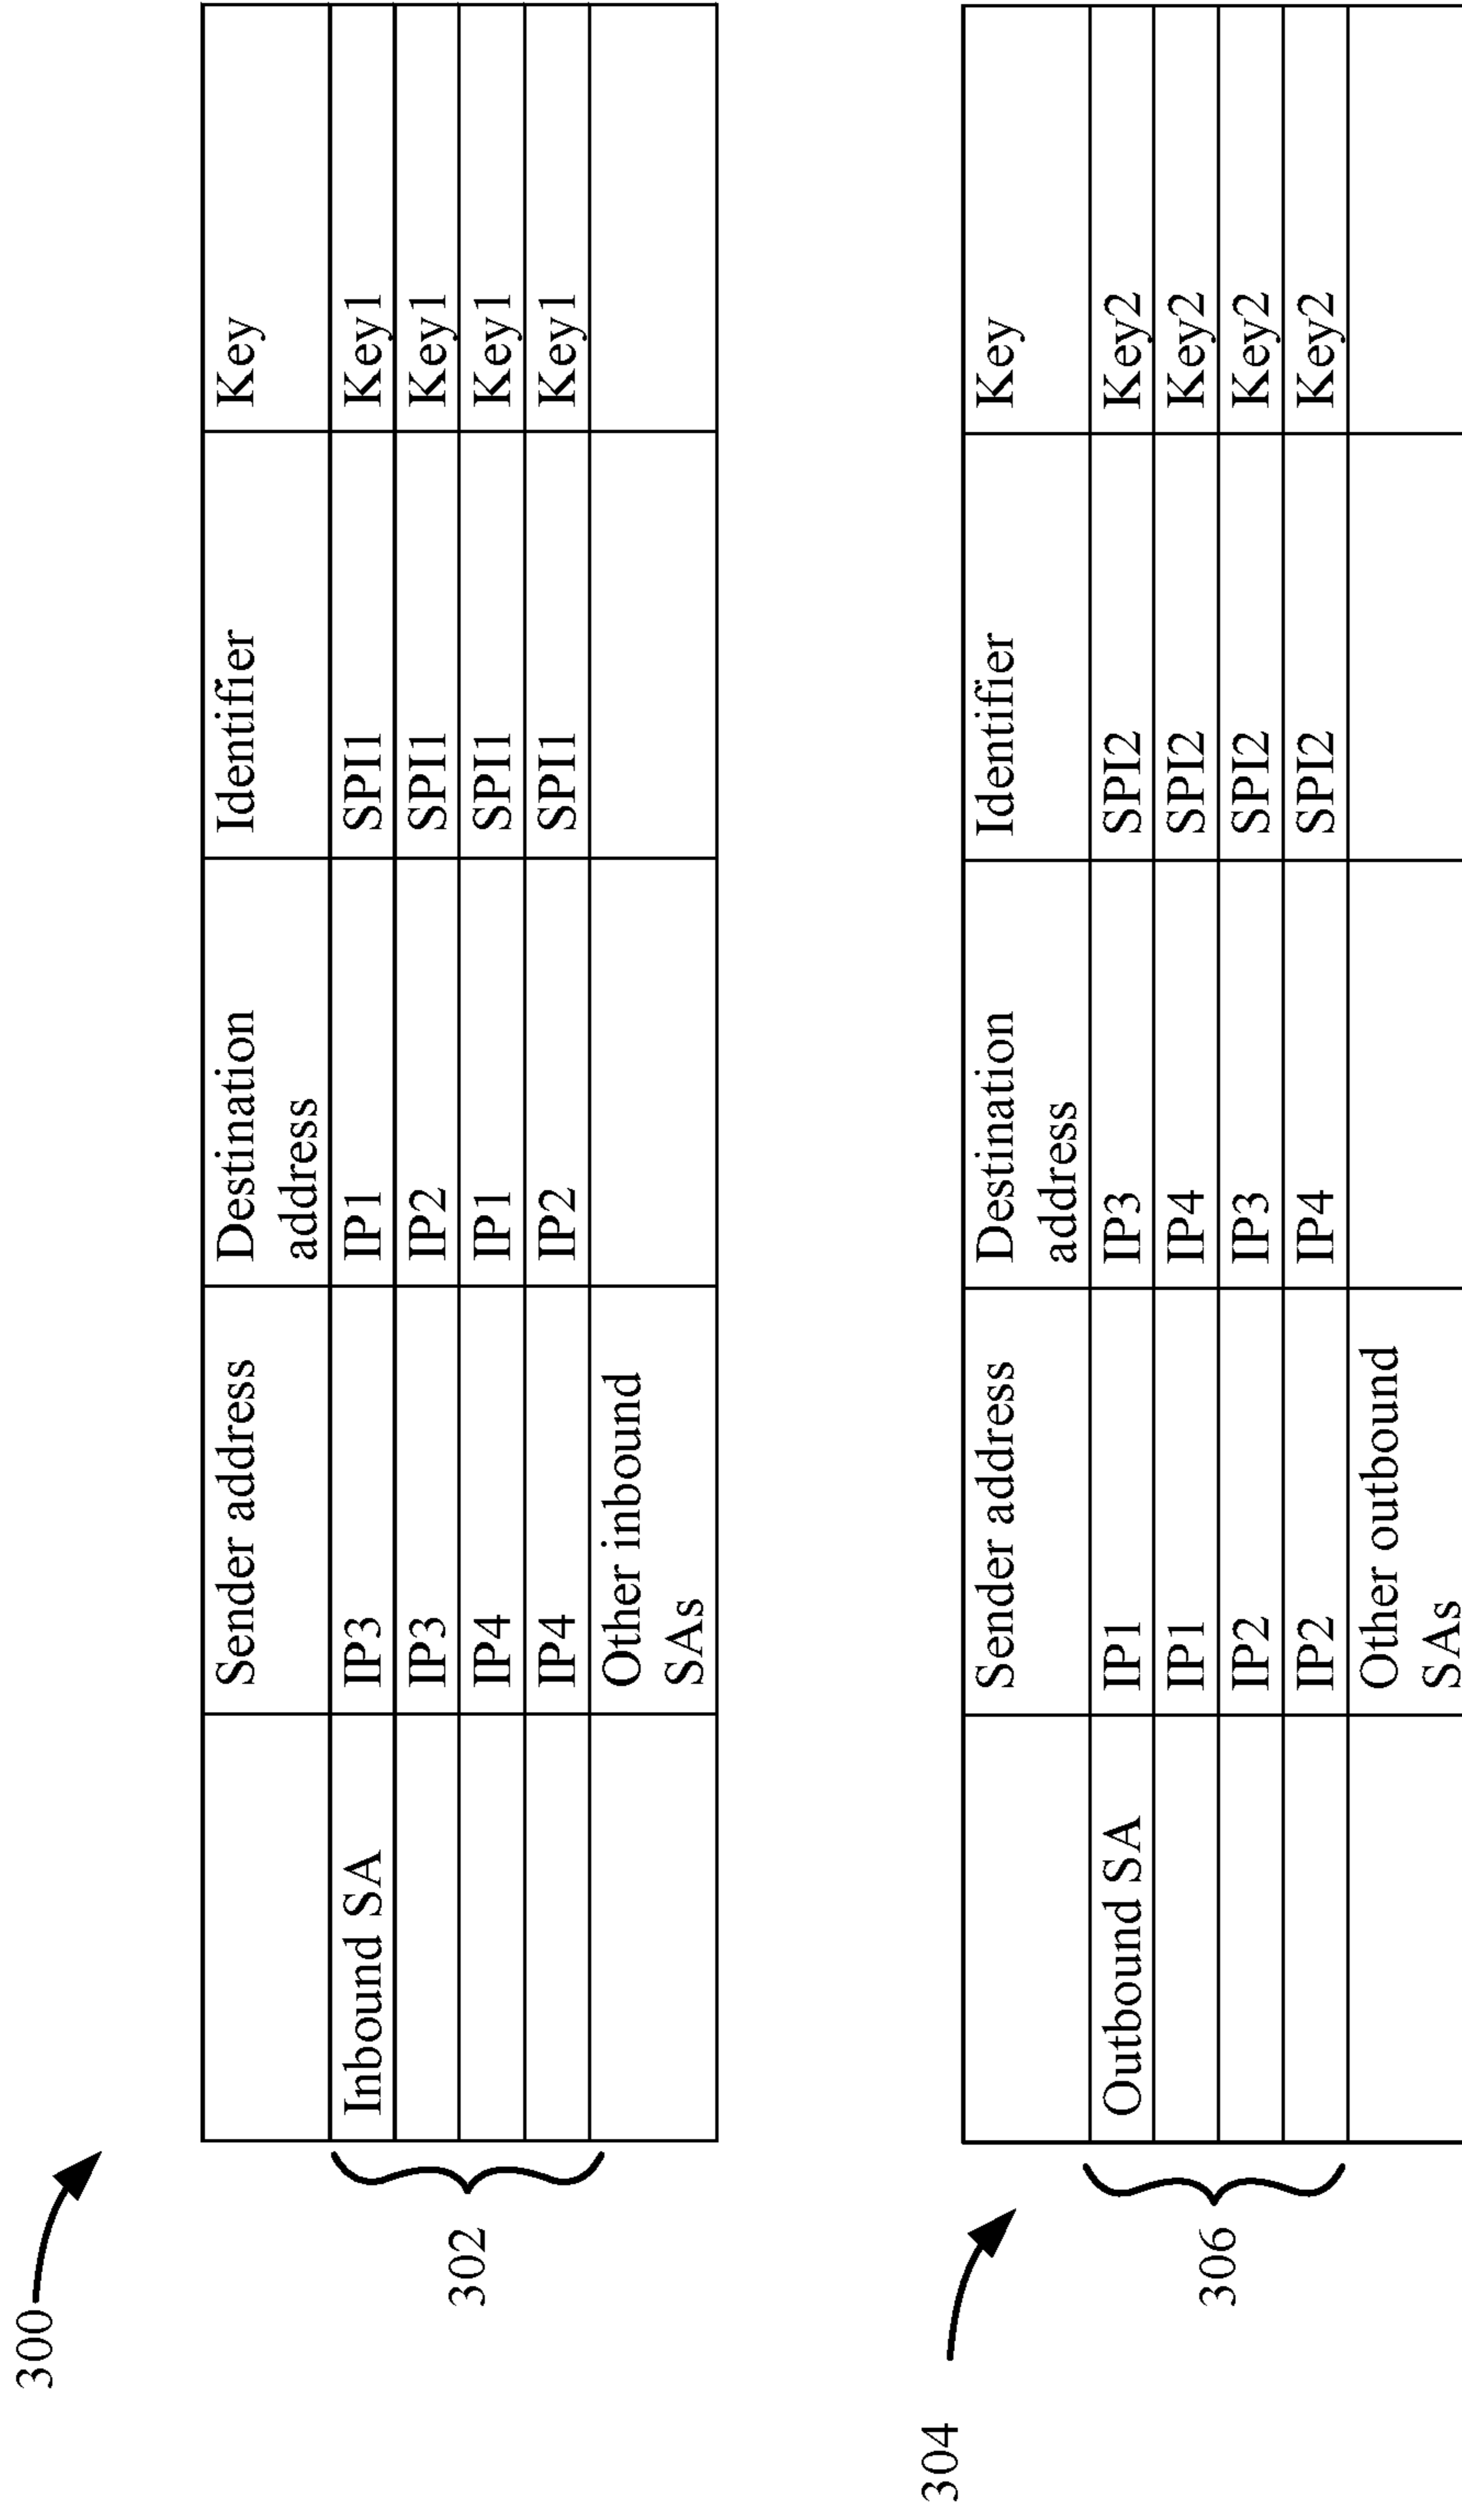 300
Sender address Destination address Identifier Key
Inbound SA IP3 IP1 SPI1 Key1
IP3 IP2 SPI1 Key1
302
IP4 IP1 SPI1 Key1
IP4 IP2 SPI1 Key1
Other inbound
SAs
304
Sender address Destination address Identifier Key
Outbound SA IP1 IP3 SPI2 Key2
IP1 IP4 SPI2 Key2
306
IP2 IP3 SPI2 Key2
IP2 IP4 SPI2 Key2
Other outbound
SAs